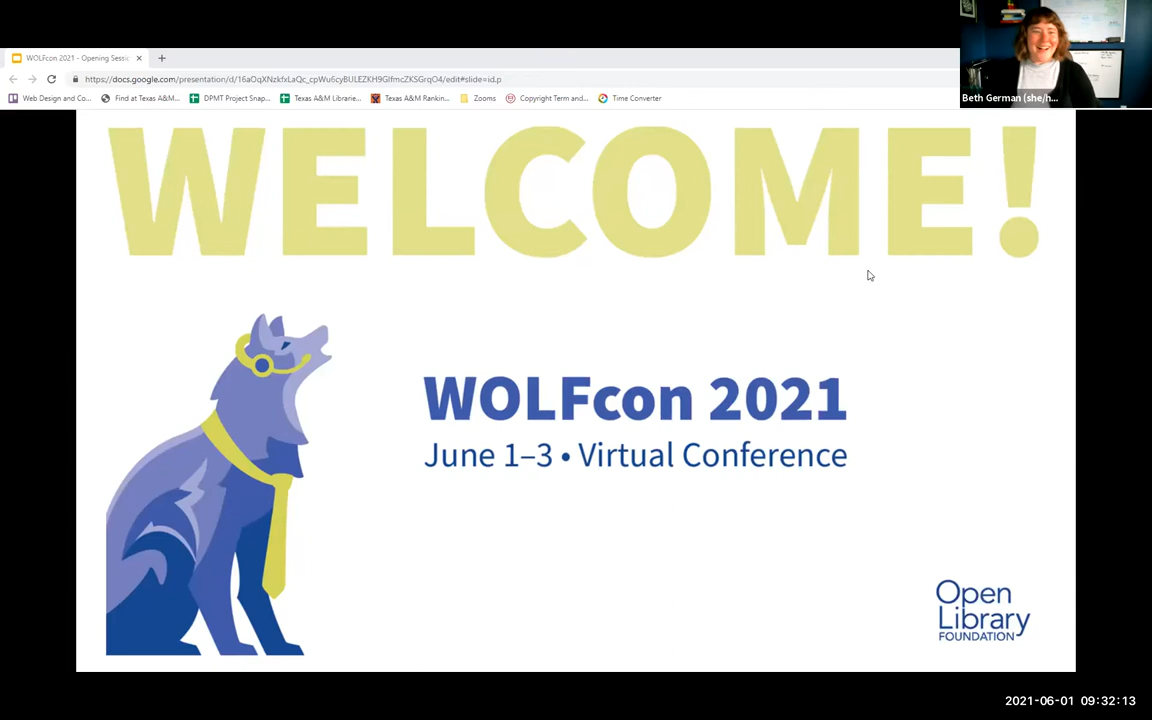 WOLFcon 2021 - Opening Sessic
https://docs.google.com/presentation/d/16aOqXNzkfxLaQc_cpWu6cyBULEZKH9GlfmcZKSGrqO4/edit#slide=id.p
Web Design and Co... Find at Texas A&M... DPMT Project Snap... Texas A&M Librarie... Texas A&M Rankin... Zooms Copyright Term and... Time Converter
Beth German (she/h...
WELCOME!
WOLFcon 2021
June 1–3 • Virtual Conference
Open
Library
FOUNDATION
2021-06-01 09:32:13